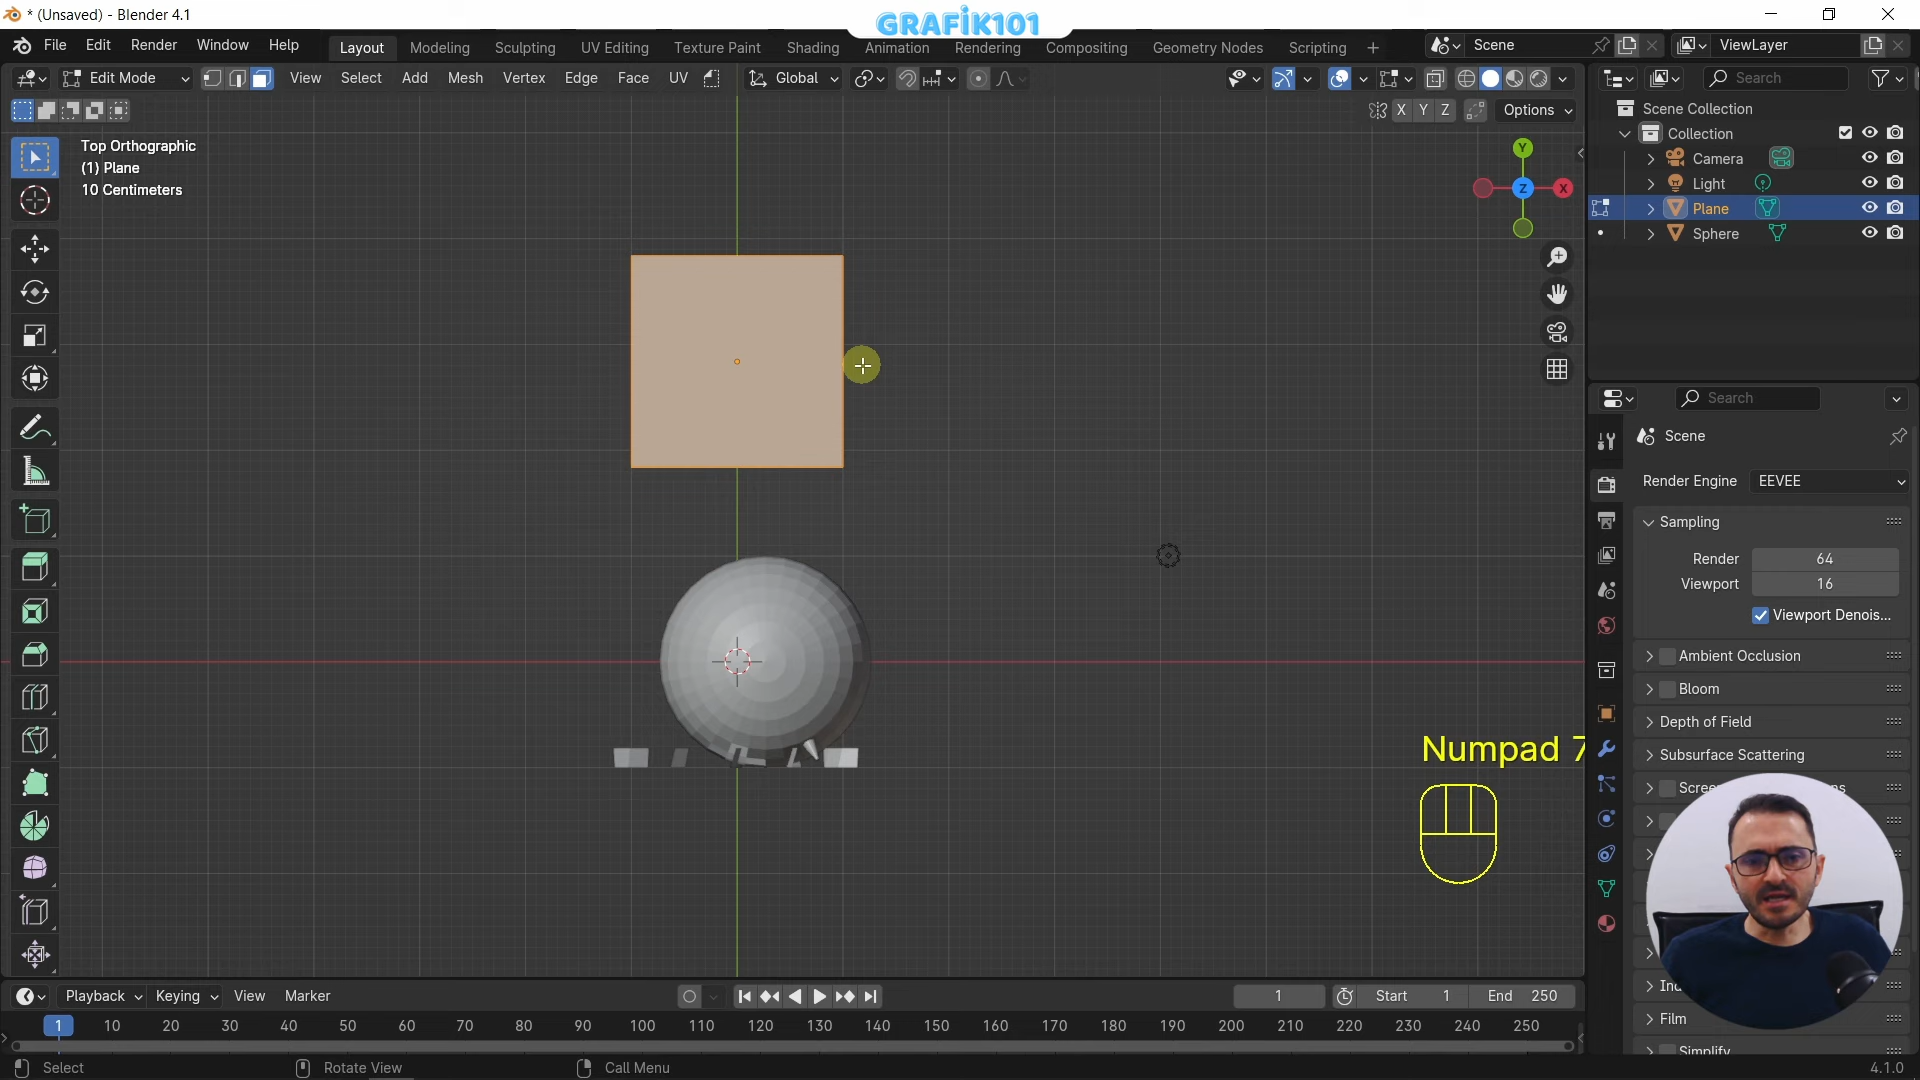 * (Unsaved) - Blender 4.1
GRAFİK101
File Edit Render Window Help
Layout Modeling Sculpting UV Editing Texture Paint Shading Animation Rendering Compositing Geometry Nodes Scripting +
Scene
ViewLayer
Edit Mode View Select Add Mesh Vertex Edge Face UV
Global
Search
X Y Z Options
Top Orthographic
(1) Plane
10 Centimeters
Y
Z
X
Scene Collection
Collection
Camera
Light
Plane
Sphere
Search
Scene
Render Engine EEVEE
Sampling
Render 64
Viewport 16
Viewport Denois...
Ambient Occlusion
Bloom
Depth of Field
Subsurface Scattering
Film
Numpad 7
Playback Keying View Marker
1 Start 1 End 250
1 10 20 30 40 50 60 70 80 90 100 110 120 130 140 150 160 170 180 190 200 210 220 230 240 250
Select Rotate View Call Menu
4.1.0